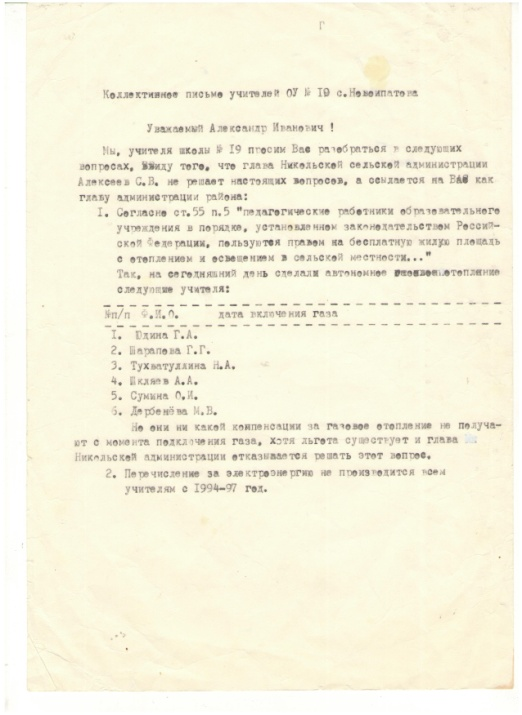 Коллективное письмо учителей ОУ № 19 с.Новоипатова
Уважаемый Александр Иванович !
Мы, учителя школы № 19 просим Вас разобраться в следующих
вопросах, ввиду того, что глава Никольской сельской администрации
Алексеев С.В. не решает настоящих вопросов, а ссылается на Вас как
главу администрации района:
1. Согласно ст.55 п.5 "педагогические работники образовательного
учреждения в порядке, установленном законодательством Россий-
ской Федерации, пользуются правом на бесплатную жилую площадь
с отоплением и освещением в сельской местности..."
Так, на сегодняшний день сделали автономное отопление
следующие учителя:
№п/п Ф.И.О. дата включения газа
1. Юдина Г.А.
2. Шарапова Г.Г.
3. Тухватуллина Н.А.
4. Шкляев А.А.
5. Сумина О.И.
6. Дербенёва М.В.
Но они ни какой компенсации за газовое отопление не получа-
ют с момента подключения газа, хотя льгота существует и глава
Никольской администрации отказывается решать этот вопрос.
2. Перечисление за электроэнергию не производится всем
учителям с 1994-97 год.